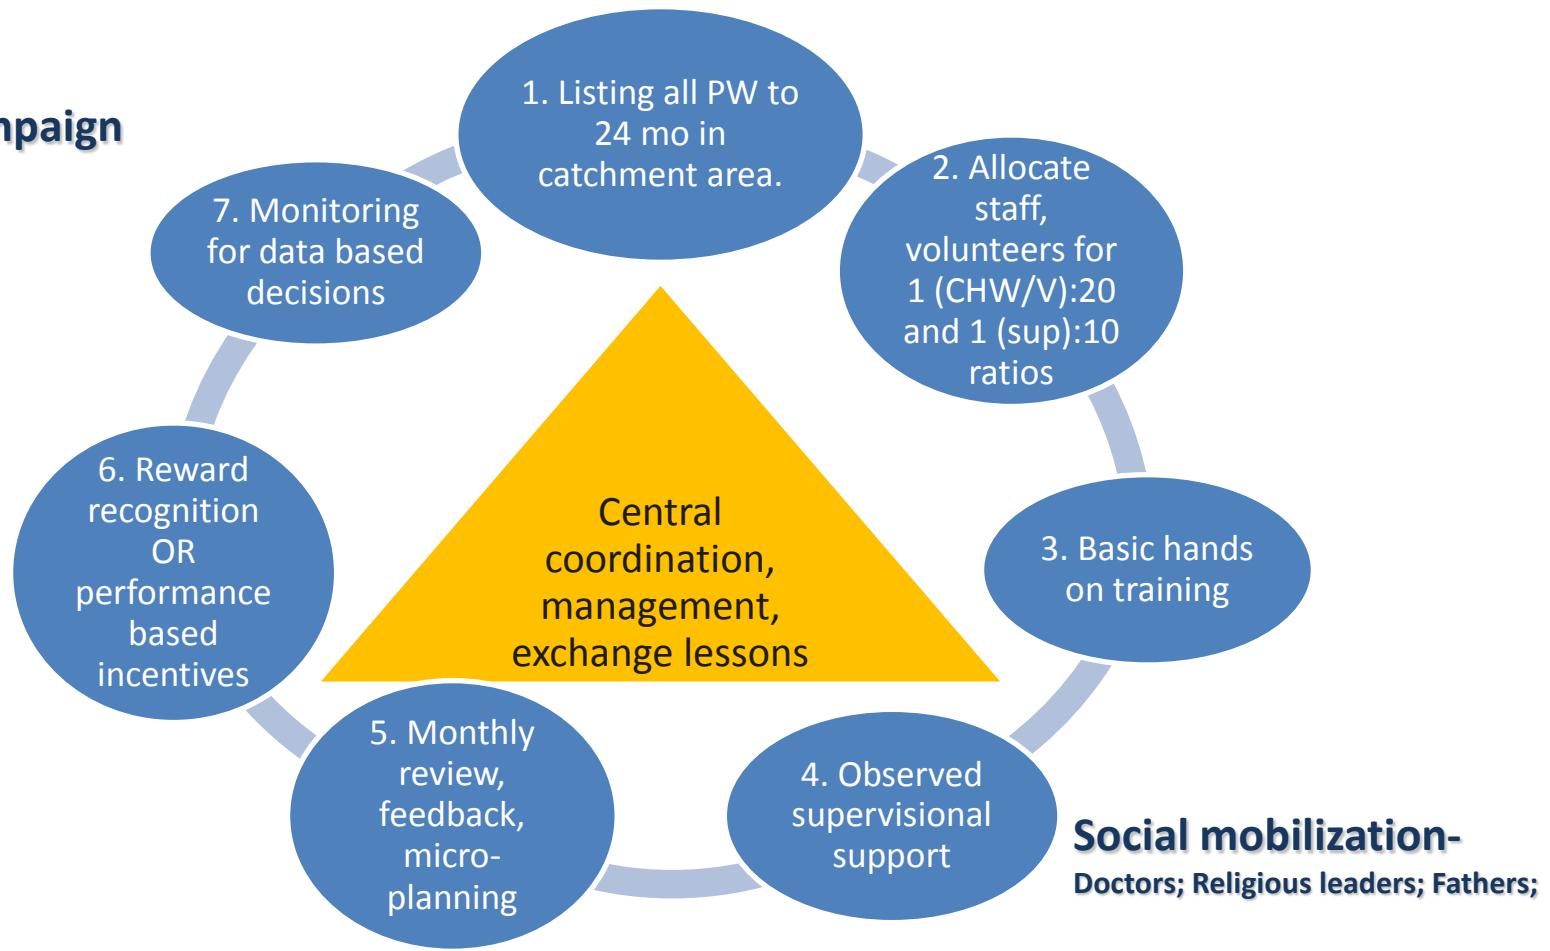 mpaign
1. Listing all PW to
24 mo in
catchment area.
2. Allocate
staff,
volunteers for
1 (CHW/V):20
and 1 (sup):10
ratios
3. Basic hands
on training
4. Observed
supervisional
support
5. Monthly
review,
feedback,
micro-
planning
6. Reward
recognition
OR
performance
based
incentives
7. Monitoring
for data based
decisions
Central
coordination,
management,
exchange lessons
Social mobilization-
Doctors; Religious leaders; Fathers;